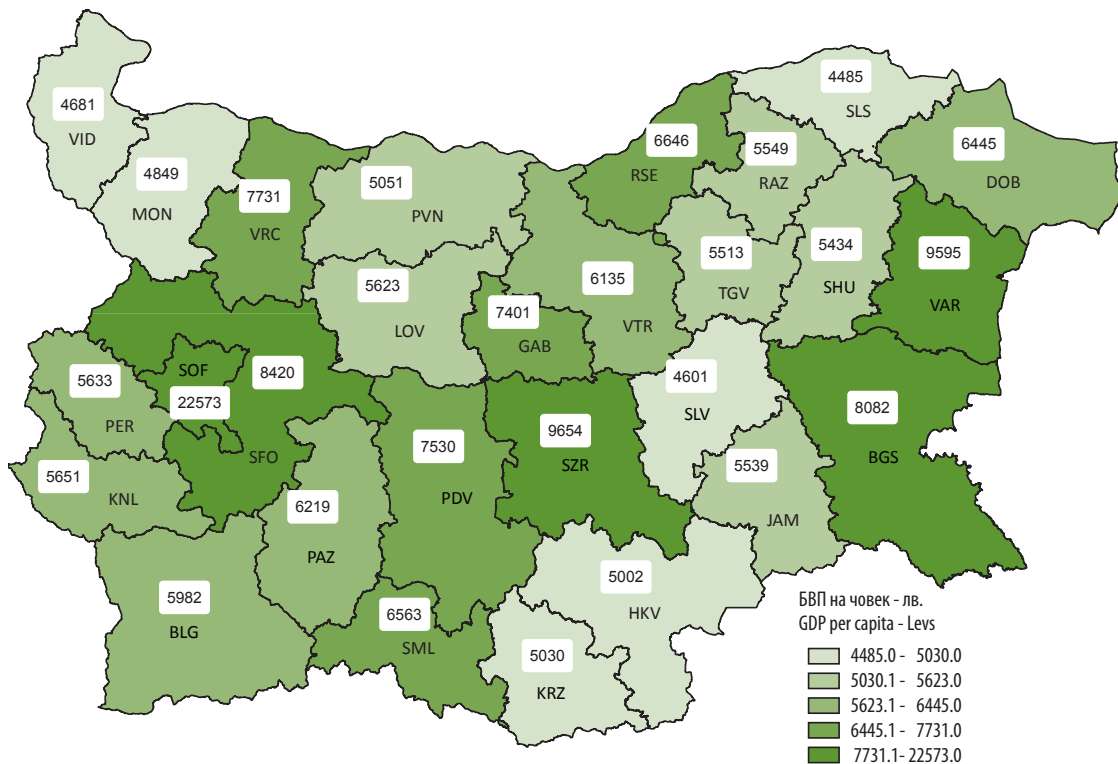 4485
SLS
4681
VID
6445
DOB
6646
RSE
5549
RAZ
4849
MON
7731
VRC
5051
PVN
5513
TGV
5434
SHU
9595
VAR
5623
LOV
6135
VTR
7401
GAB
SOF
22573
8420
SFO
5633
PER
4601
SLV
8082
BGS
5651
KNL
7530
PDV
9654
SZR
5539
JAM
6219
PAZ
5982
BLG
6563
SML
5002
HKV
5030
KRZ
БВП на човек - лв.
GDP per capita - Levs
4485.0 - 5030.0
5030.1 - 5623.0
5623.1 - 6445.0
6445.1 - 7731.0
7731.1 - 22573.0